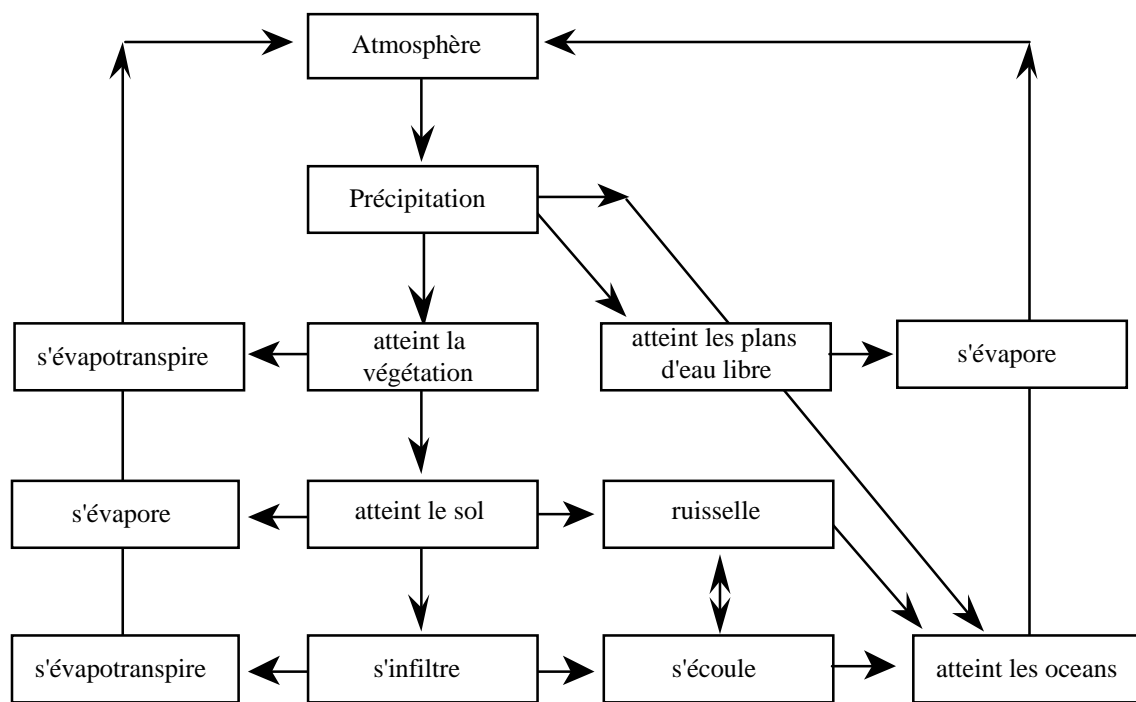 Atmosphère
Précipitation
s'évapotranspire
atteint la
végétation
atteint les plans
d'eau libre
s'évapore
s'évapore
atteint le sol
ruisselle
s'évapotranspire
s'infiltre
s'écoule
atteint les oceans